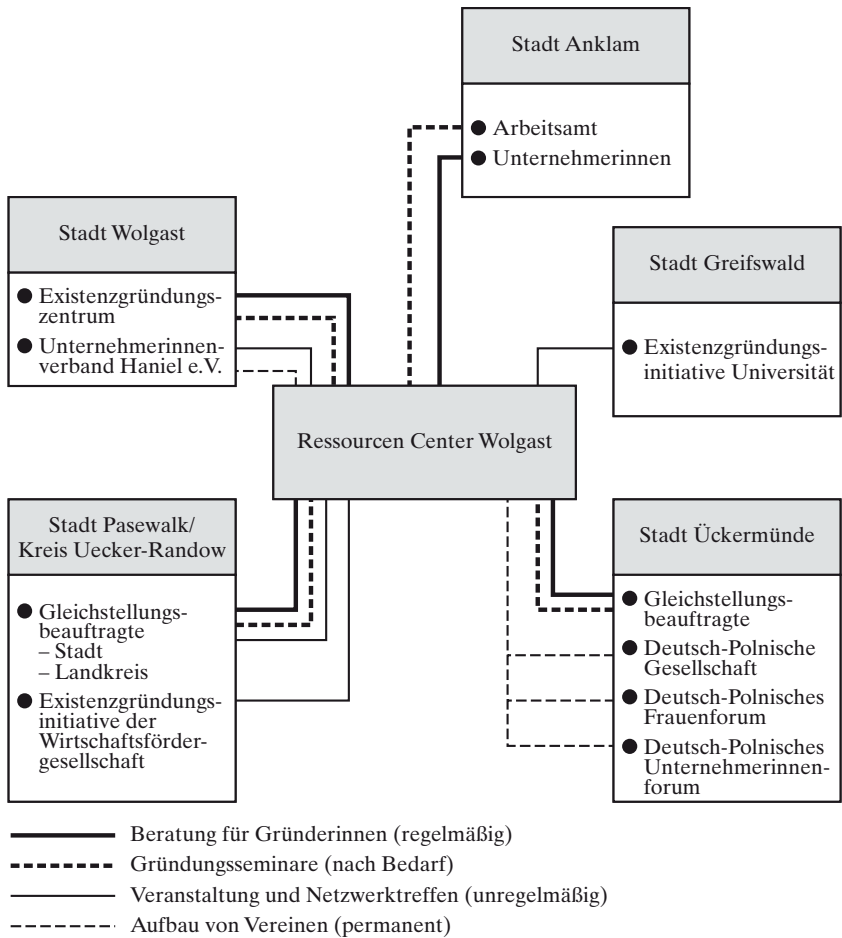 Stadt Anklam
● Arbeitsamt
● Unternehmerinnen
Stadt Wolgast
● Existenzgründungs-
zentrum
● Unternehmerinnen-
verband Haniel e.V.
Stadt Greifswald
● Existenzgründungs-
initiative Universität
Ressourcen Center Wolgast
Stadt Pasewalk/
Kreis Uecker-Randow
● Gleichstellungs-
beauftragte
– Stadt
– Landkreis
● Existenzgründungs-
initiative der
Wirtschaftsförder-
gesellschaft
Stadt Ückermünde
● Gleichstellungs-
beauftragte
● Deutsch-Polnische
Gesellschaft
● Deutsch-Polnisches
Frauenforum
● Deutsch-Polnisches
Unternehmerinnen-
forum
Beratung für Gründerinnen (regelmäßig)
Gründungsseminare (nach Bedarf)
Veranstaltung und Netzwerktreffen (unregelmäßig)
Aufbau von Vereinen (permanent)